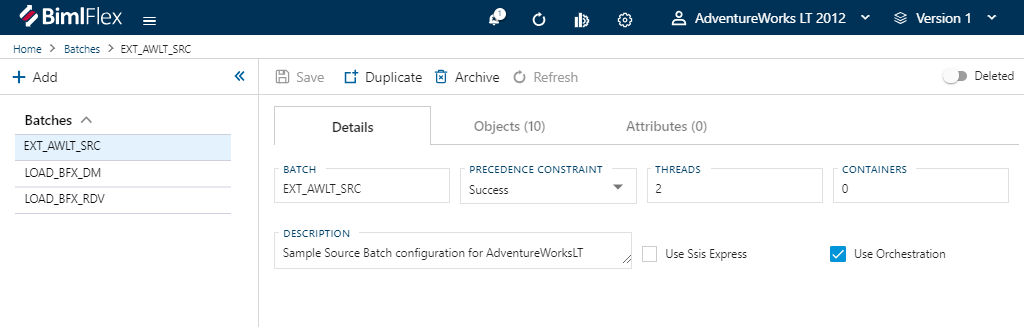 BimlFlex
1
AdventureWorks LT 2012
Version 1
Home > Batches > EXT_AWLT_SRC
+ Add
Save
Duplicate
Archive
Refresh
Deleted
Batches
EXT_AWLT_SRC
LOAD_BFX_DM
LOAD_BFX_RDV
Details
Objects (10)
Attributes (0)
BATCH
EXT_AWLT_SRC
PRECEDENCE CONSTRAINT
Success
THREADS
2
CONTAINERS
0
DESCRIPTION
Sample Source Batch configuration for AdventureWorksLT
Use Ssis Express
Use Orchestration